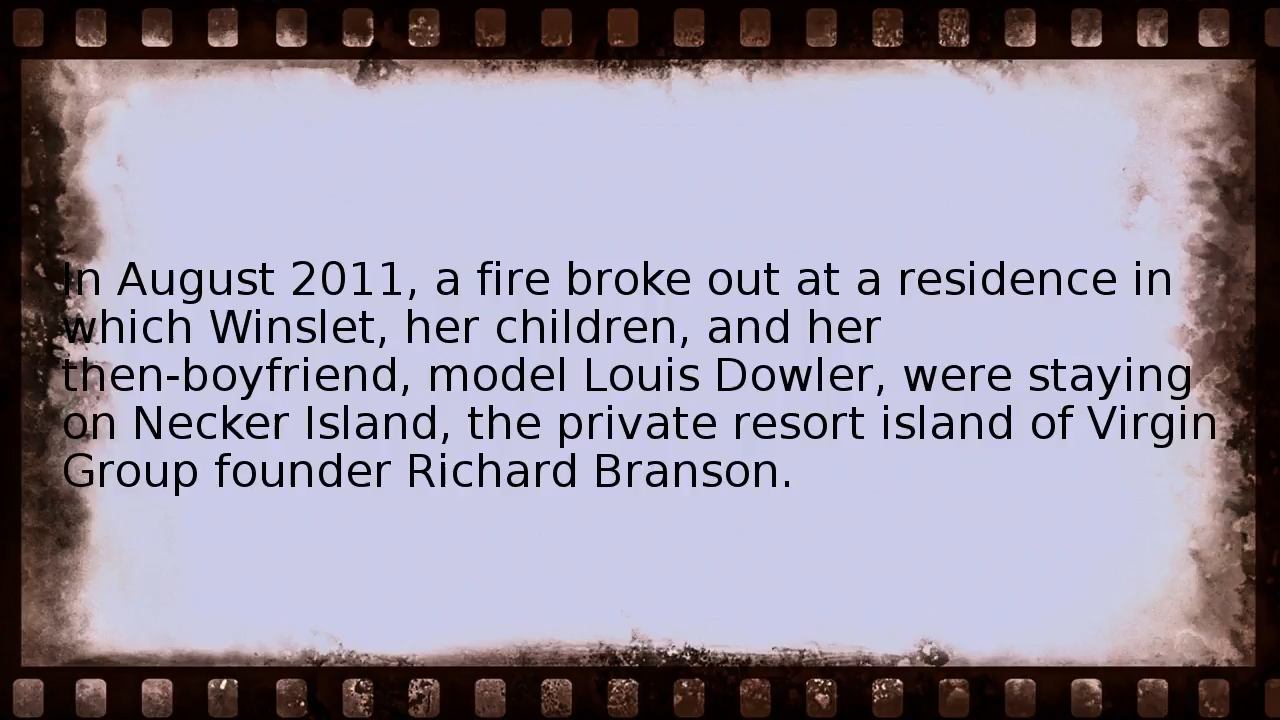 In August 2011, a fire broke out at a residence in
which Winslet, her children, and her
then-boyfriend, model Louis Dowler, were staying
on Necker Island, the private resort island of Virgin
Group founder Richard Branson.